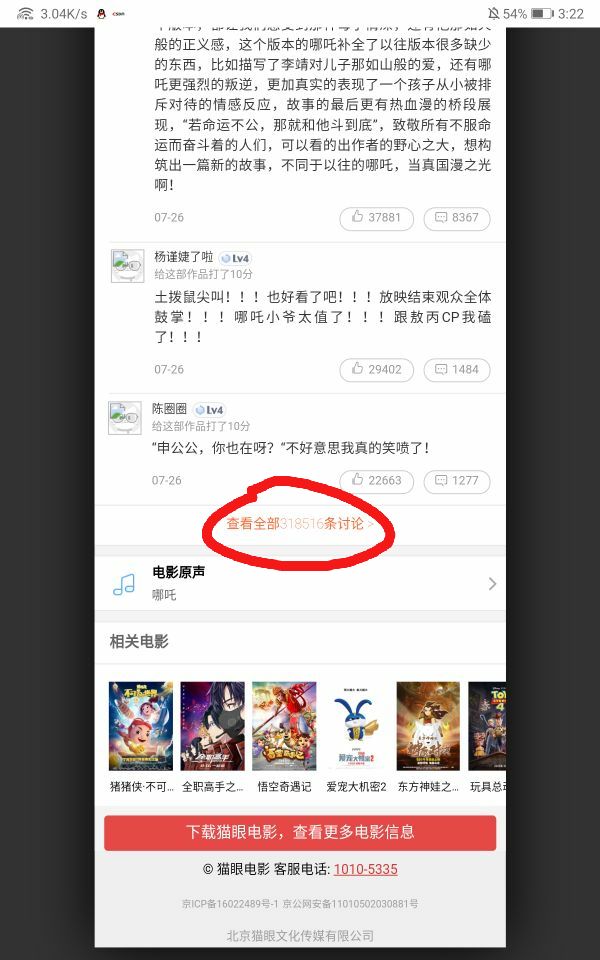 3.04K/s
54% 3:22
般的正义感，这个版本的哪吒补全了以往版本很多缺少
的东西，比如描写了李靖对儿子那如山般的爱，还有哪
吒更强烈的叛逆，更加真实的表现了一个孩子从小被排
斥对待的情感反应，故事的最后更有热血漫的桥段展
现，“若命运不公，那就和他斗到底”，致敬所有不服命
运而奋斗着的人们，可以看的出作者的野心之大，想构
筑出一篇新的故事，不同于以往的哪吒，当真国漫之光
啊！
07-26 37881 8367
杨谨婕了啦 Lv4
给这部作品打了10分
土拨鼠尖叫！！！也好看了吧！！！放映结束观众全体
鼓掌！！！哪吒小爷太值了！！！跟敖丙CP我磕
了！！！
07-26 29402 1484
陈圈圈 Lv4
给这部作品打了10分
“申公公，你也在呀？“不好意思我真的笑喷了！
07-26 22663 1277
查看全部318516条讨论 >
电影原声
哪吒
相关电影
猪猪侠·不可... 全职高手之... 悟空奇遇记 爱宠大机密2 东方神娃之... 玩具总动
下载猫眼电影，查看更多电影信息
© 猫眼电影 客服电话: 1010-5335
京ICP备16022489号-1 京公网安备11010502030881号
北京猫眼文化传媒有限公司